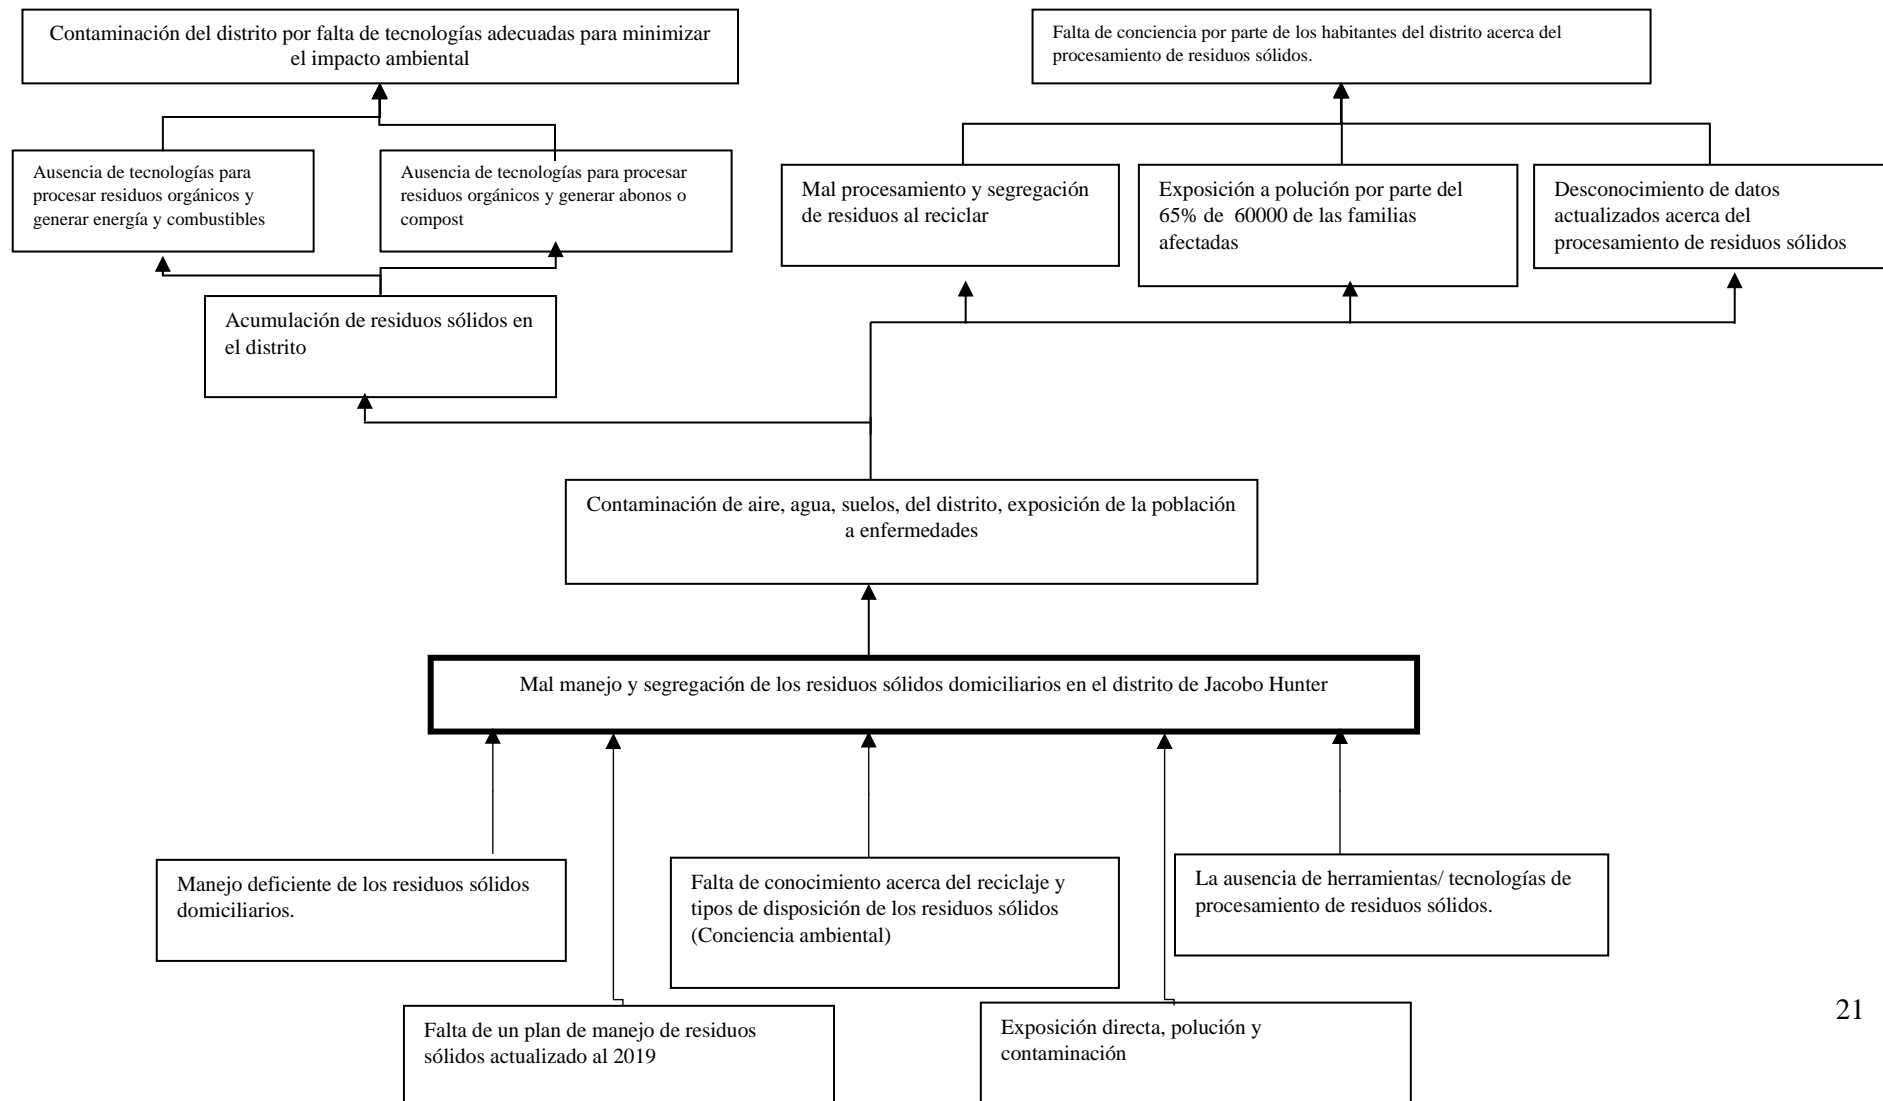 Contaminación del distrito por falta de tecnologías adecuadas para minimizar
el impacto ambiental
Falta de conciencia por parte de los habitantes del distrito acerca del
procesamiento de residuos sólidos.
Ausencia de tecnologías para
procesar residuos orgánicos y
generar energía y combustibles
Ausencia de tecnologías para procesar
residuos orgánicos y generar abonos o
compost
Mal procesamiento y segregación
de residuos al reciclar
Exposición a polución por parte del
65% de 60000 de las familias
afectadas
Desconocimiento de datos
actualizados acerca del
procesamiento de residuos sólidos
Acumulación de residuos sólidos en
el distrito
Contaminación de aire, agua, suelos, del distrito, exposición de la población
a enfermedades
Mal manejo y segregación de los residuos sólidos domiciliarios en el distrito de Jacobo Hunter
Manejo deficiente de los residuos sólidos
domiciliarios.
Falta de conocimiento acerca del reciclaje y
tipos de disposición de los residuos sólidos
(Conciencia ambiental)
La ausencia de herramientas/ tecnologías de
procesamiento de residuos sólidos.
Falta de un plan de manejo de residuos
sólidos actualizado al 2019
Exposición directa, polución y
contaminación
21